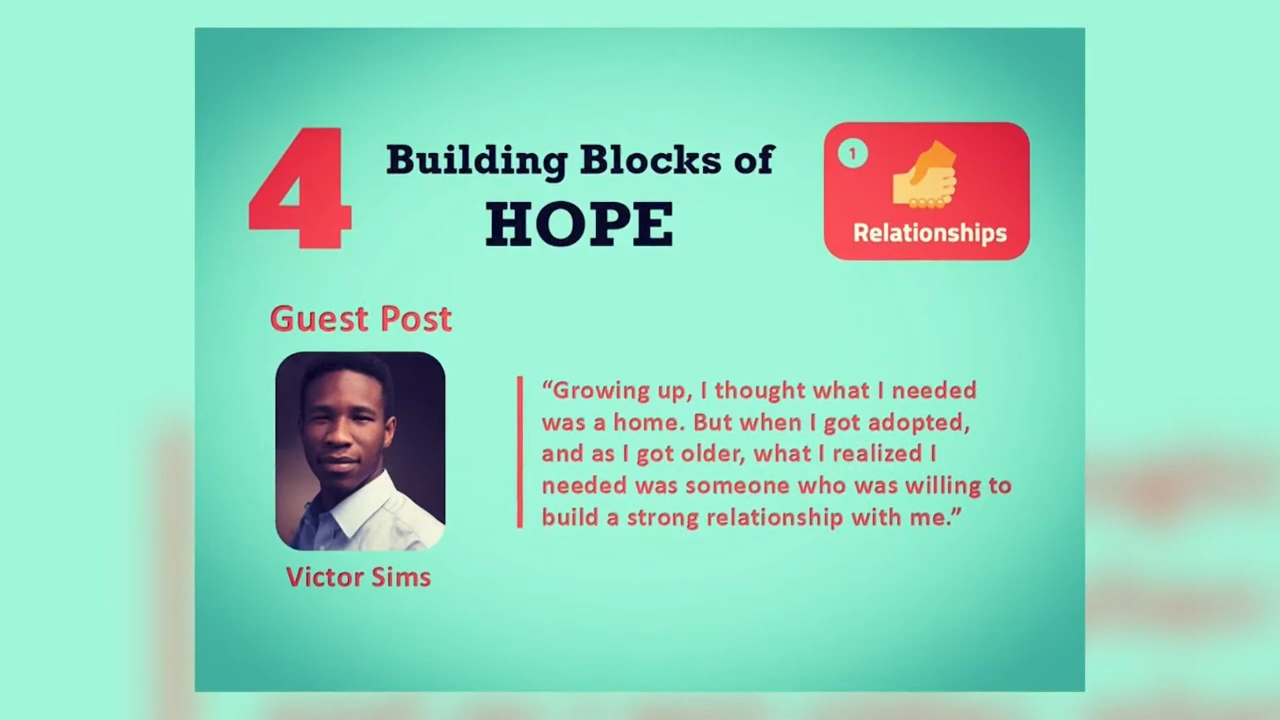 4
Building Blocks of
HOPE
1
Relationships
Guest Post
Victor Sims
“Growing up, I thought what I needed
was a home. But when I got adopted,
and as I got older, what I realized I
needed was someone who was willing to
build a strong relationship with me.”